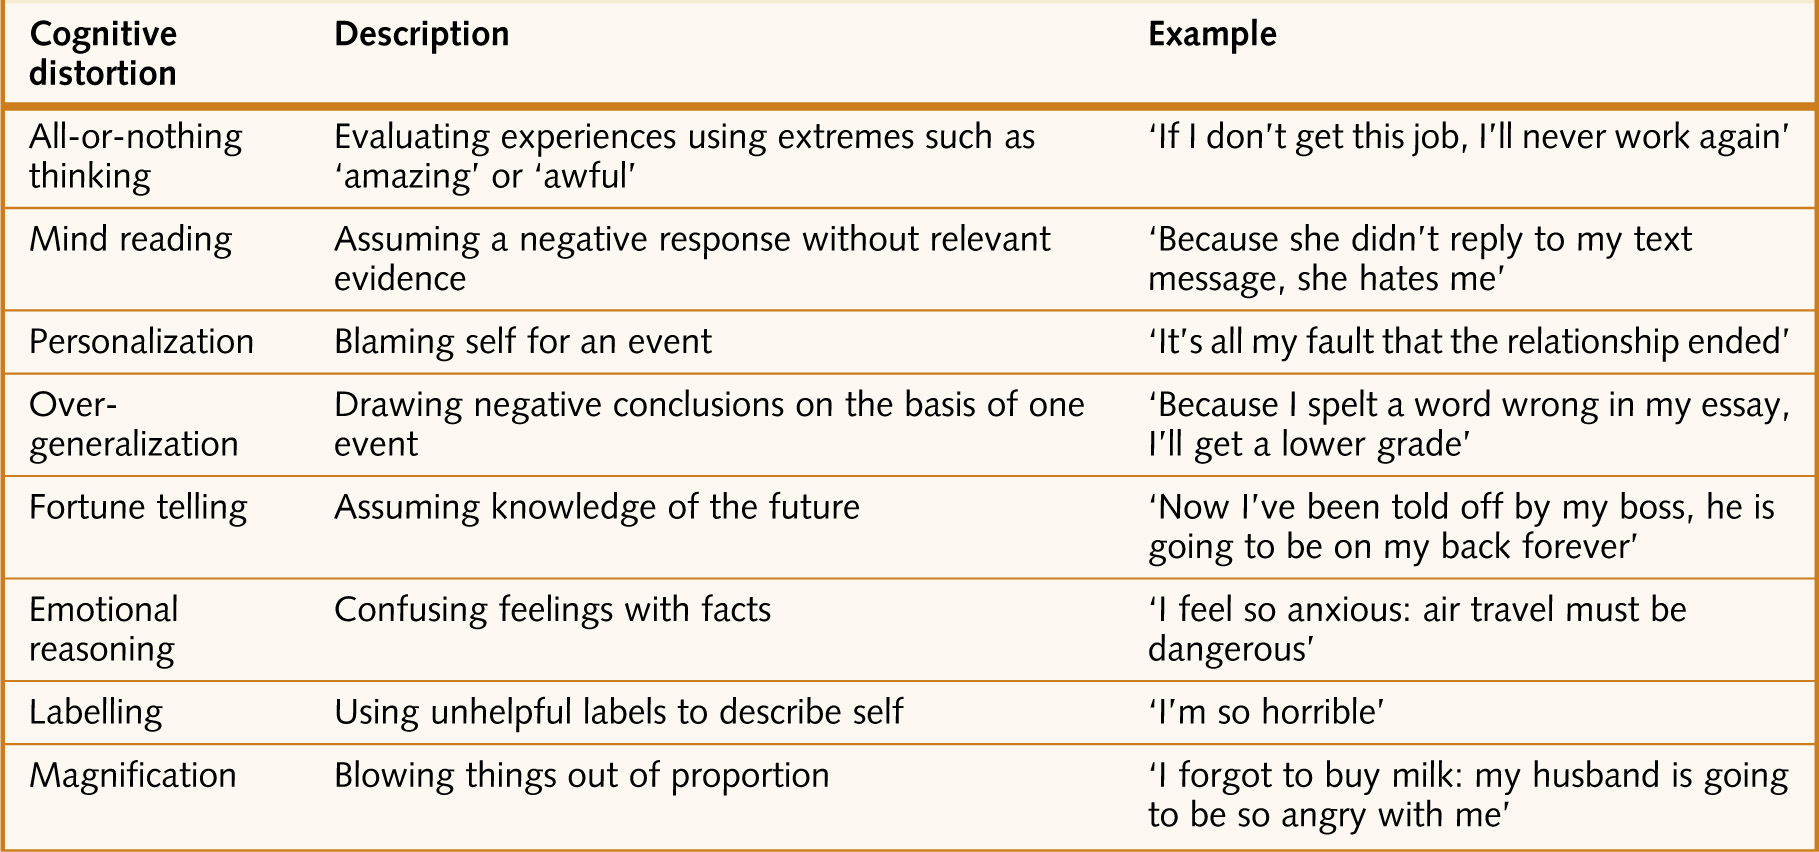 Cognitive distortion
Description
Example
All-or-nothing thinking
Evaluating experiences using extremes such as
‘amazing’ or ‘awful’
‘If I don’t get this job, I’ll never work again’
Mind reading
Assuming a negative response without relevant
evidence
‘Because she didn’t reply to my text
message, she hates me’
Personalization
Blaming self for an event
‘It’s all my fault that the relationship ended’
Over-
generalization
Drawing negative conclusions on the basis of one
event
‘Because I spelt a word wrong in my essay,
I’ll get a lower grade’
Fortune telling
Assuming knowledge of the future
‘Now I’ve been told off by my boss, he is
going to be on my back forever’
Emotional
reasoning
Confusing feelings with facts
‘I feel so anxious: air travel must be
dangerous’
Labelling
Using unhelpful labels to describe self
‘I’m so horrible’
Magnification
Blowing things out of proportion
‘I forgot to buy milk: my husband is going
to be so angry with me’